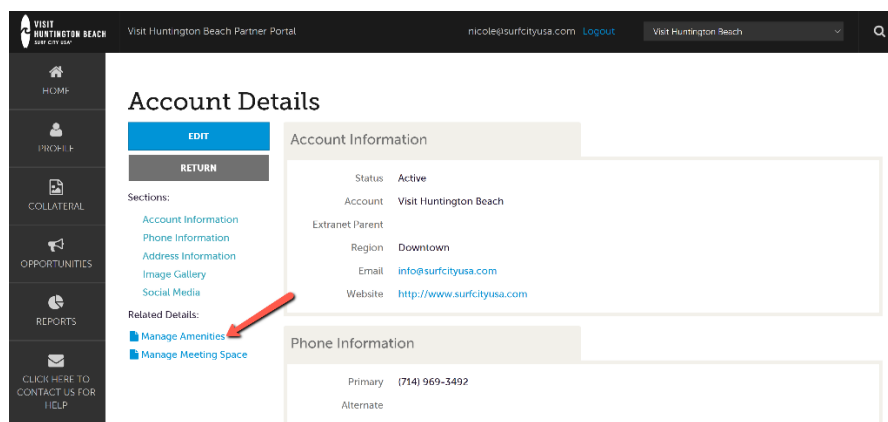 VISIT
HUNTINGTON BEACH
SURF CITY USA®
Visit Huntington Beach Partner Portal
nicole@surfcityusa.com Logout
Visit Huntington Beach
HOME
PROFILE
COLLATERAL
OPPORTUNITIES
REPORTS
CLICK HERE TO
CONTACT US FOR
HELP
Account Details
EDIT
RETURN
Sections:
Account Information
Phone Information
Address Information
Image Gallery
Social Media
Related Details:
Manage Amenities
Manage Meeting Space
Account Information
Status Active
Account Visit Huntington Beach
Extranet Parent
Region Downtown
Email info@surfcityusa.com
Website http://www.surfcityusa.com
Phone Information
Primary (714) 969-3492
Alternate